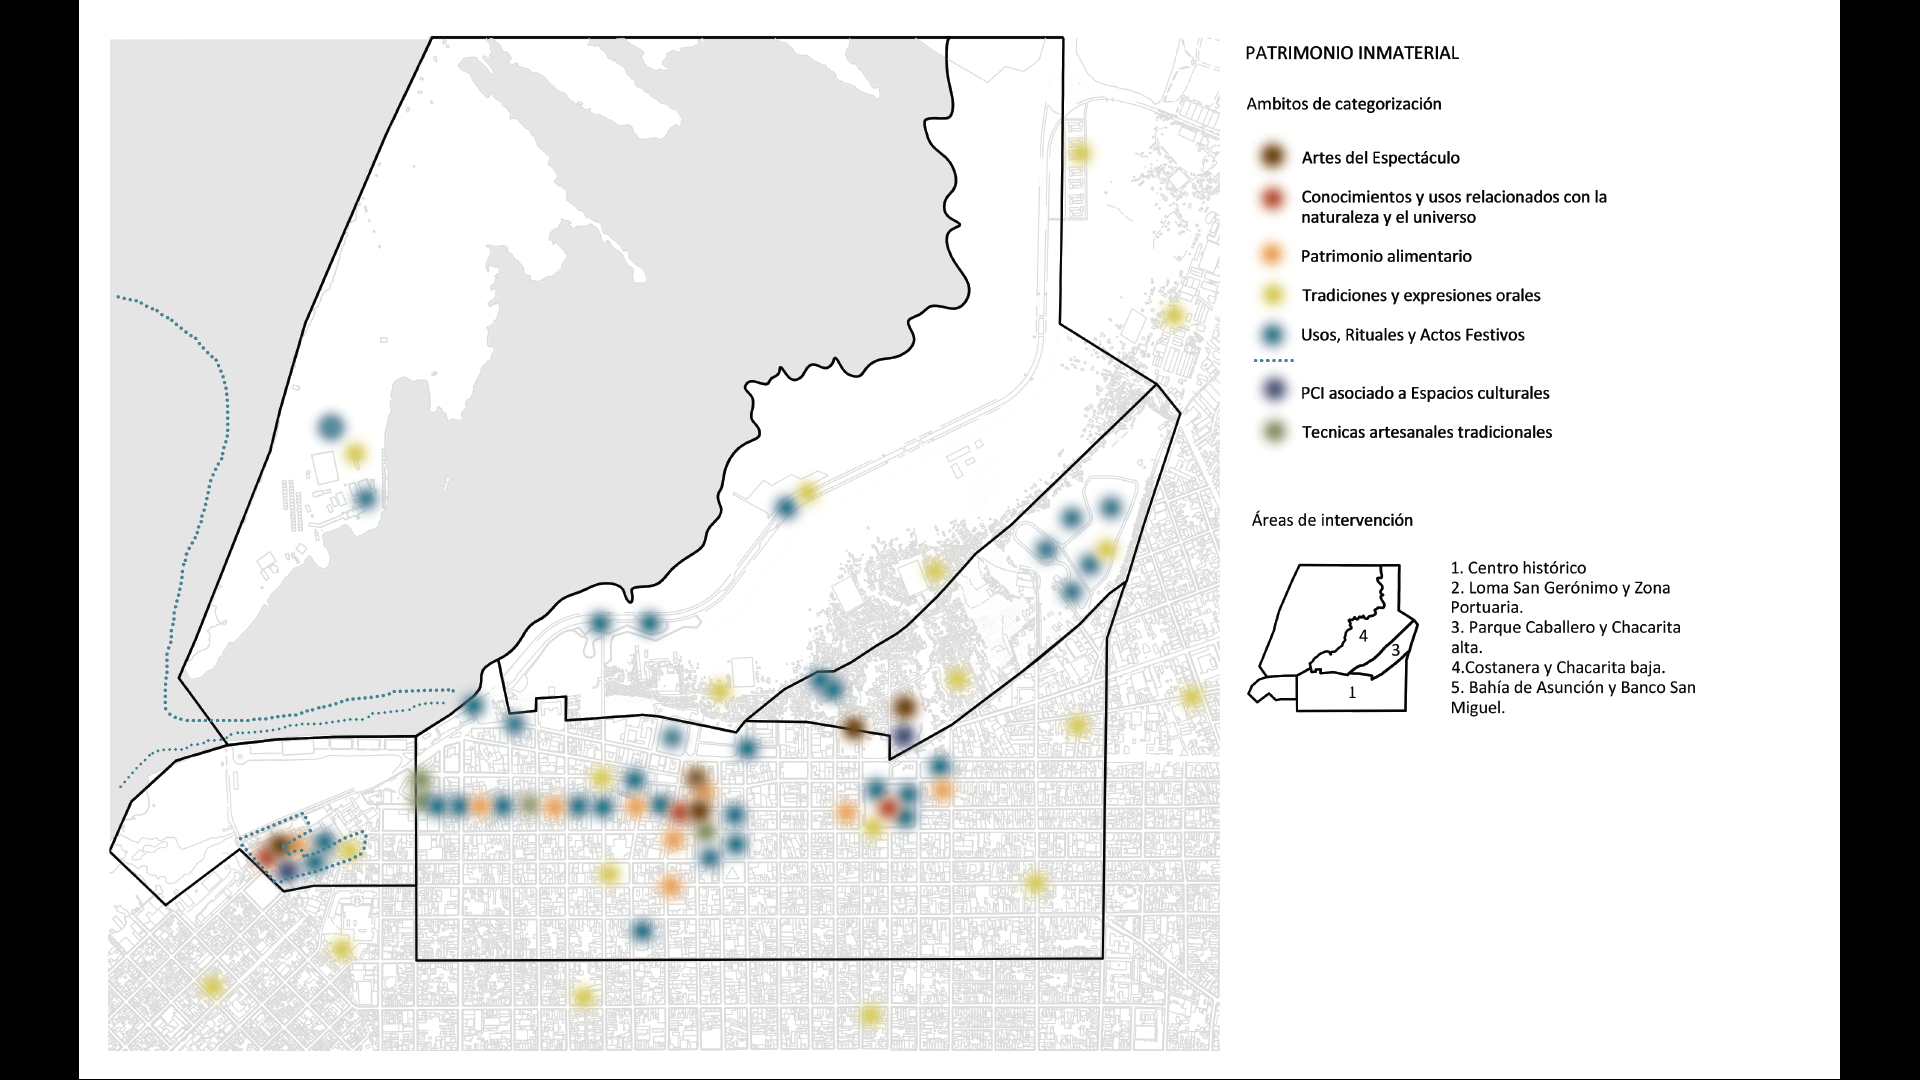 PATRIMONIO INMATERIAL
Ambitos de categorización
Artes del Espectáculo
Conocimientos y usos relacionados con la
naturaleza y el universo
Patrimonio alimentario
Tradiciones y expresiones orales
Usos, Rituales y Actos Festivos
PCI asociado a Espacios culturales
Tecnicas artesanales tradicionales
Áreas de intervención
4
3
1
1. Centro histórico
2. Loma San Gerónimo y Zona
Portuaria.
3. Parque Caballero y Chacarita
alta.
4.Costanera y Chacarita baja.
5. Bahía de Asunción y Banco San
Miguel.